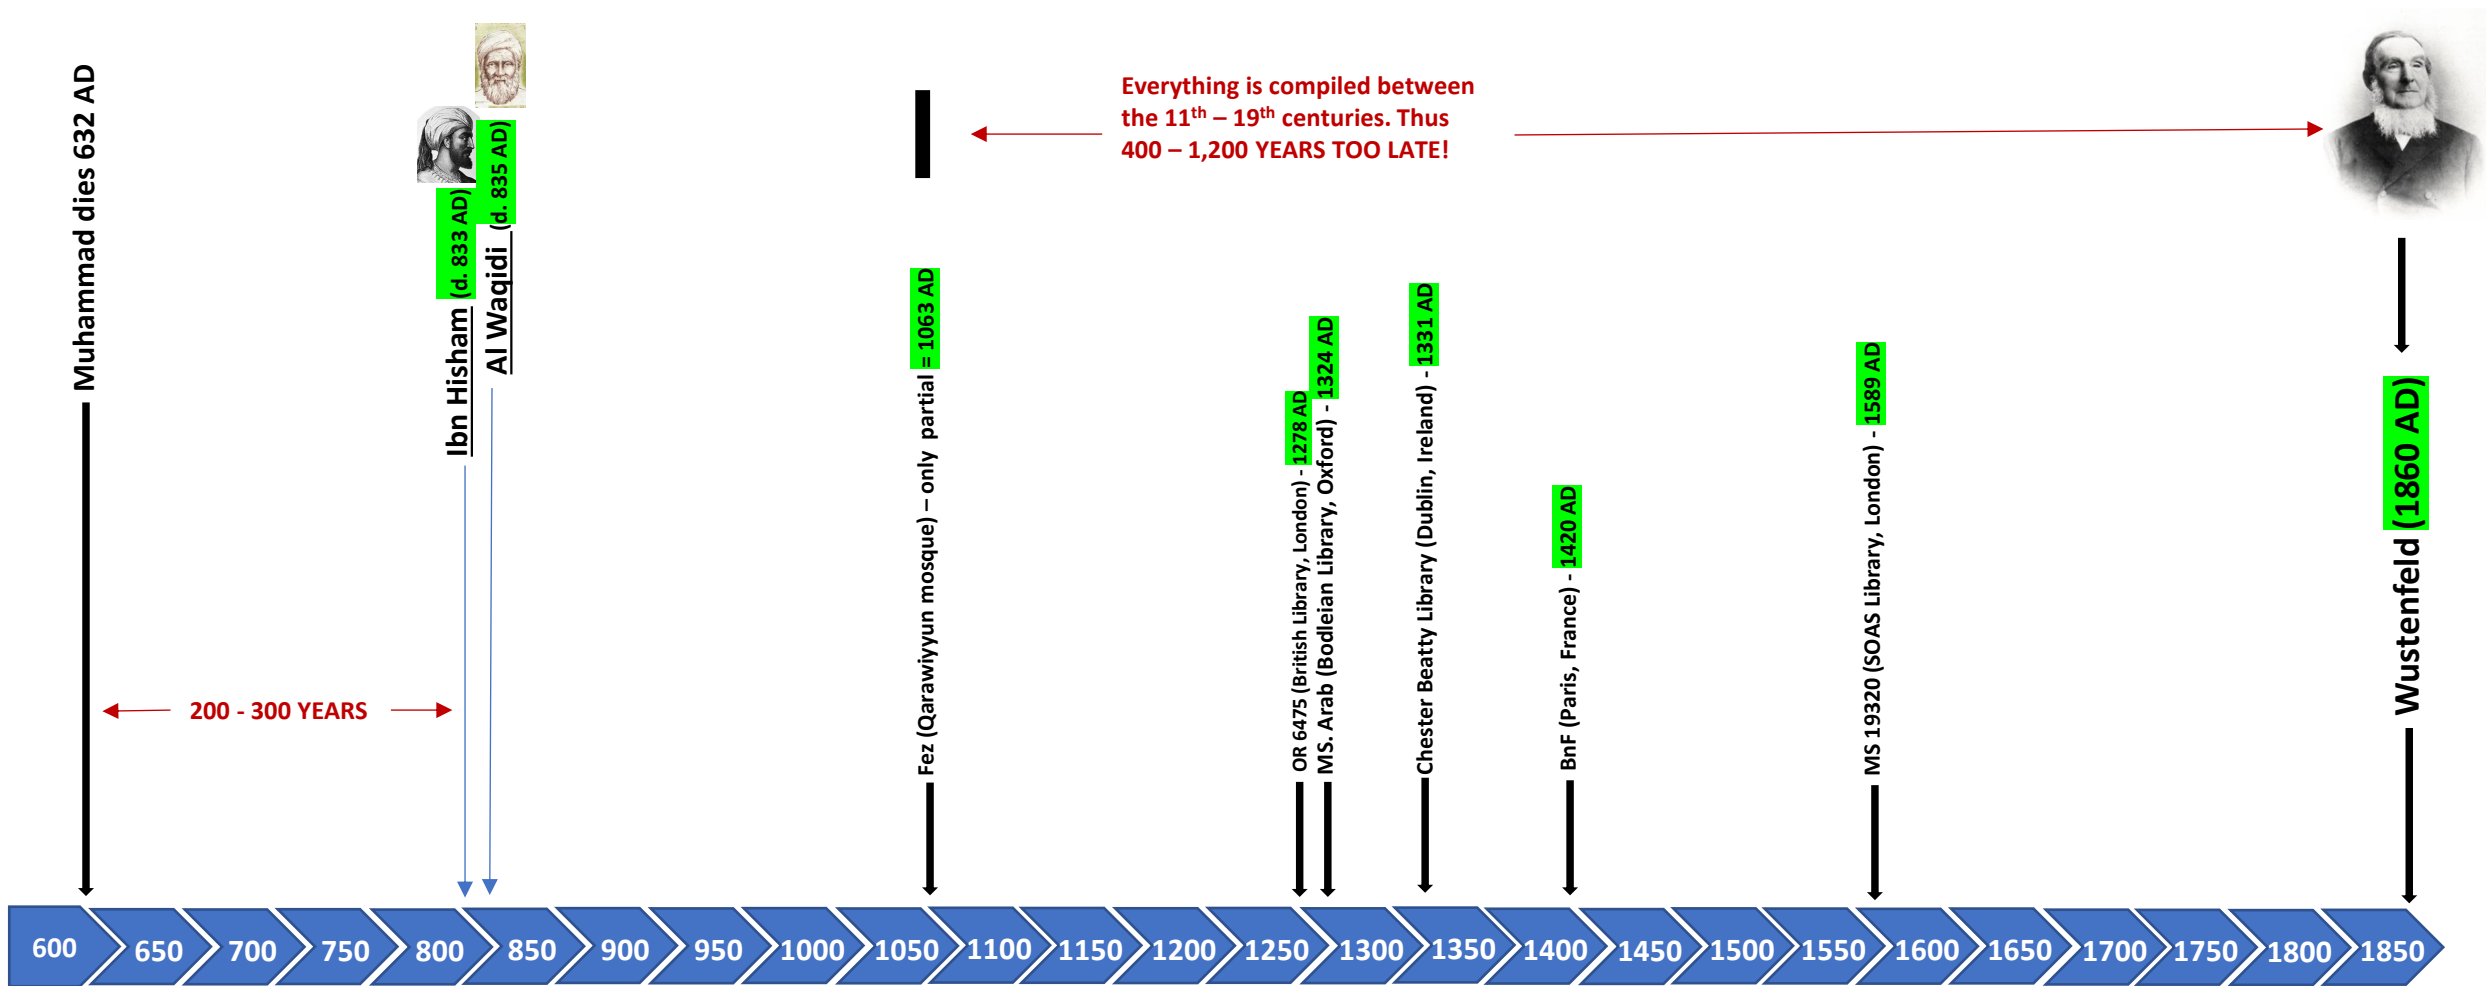 Muhammad dies 632 AD
Ibn Hisham (d. 833 AD)
Al Waqidi (d. 835 AD)
200 - 300 YEARS
Fez (Qarawiyyun mosque) – only partial = 1063 AD
Everything is compiled between
the 11th – 19th centuries. Thus
400 – 1,200 YEARS TOO LATE!
OR 6475 (British Library, London) - 1278 AD
MS. Arab (Bodleian Library, Oxford) - 1324 AD
Chester Beatty Library (Dublin, Ireland) - 1331 AD
BnF (Paris, France) - 1420 AD
MS 19320 (SOAS Library, London) - 1589 AD
Wustenfeld (1860 AD)
600 650 700 750 800 850 900 950 1000 1050 1100 1150 1200 1250 1300 1350 1400 1450 1500 1550 1600 1650 1700 1750 1800 1850